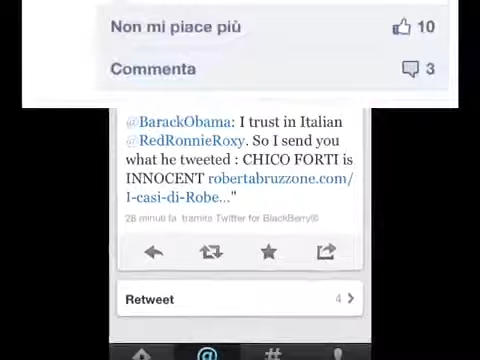 Non mi piace più 10
Commenta 3
@BarackObama: I trust in Italian
@RedRonnieRoxy. So I send you
what he tweeted : CHICO FORTI is
INNOCENT robertabruzzone.com/
I-casi-di-Robe..."
28 minuti fa tramite Twitter for BlackBerry®
Retweet 4